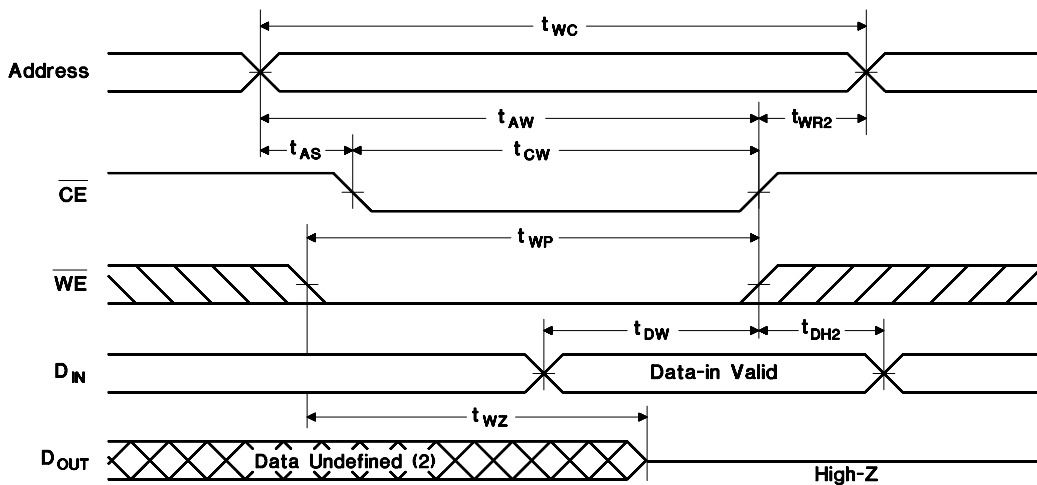 tWC
Address
tAW
tWR2
tAS
tCW
CE
tWP
WE
tDW
tDH2
DIN
Data-in Valid
tWZ
DOUT
Data Undefined (2)
High-Z